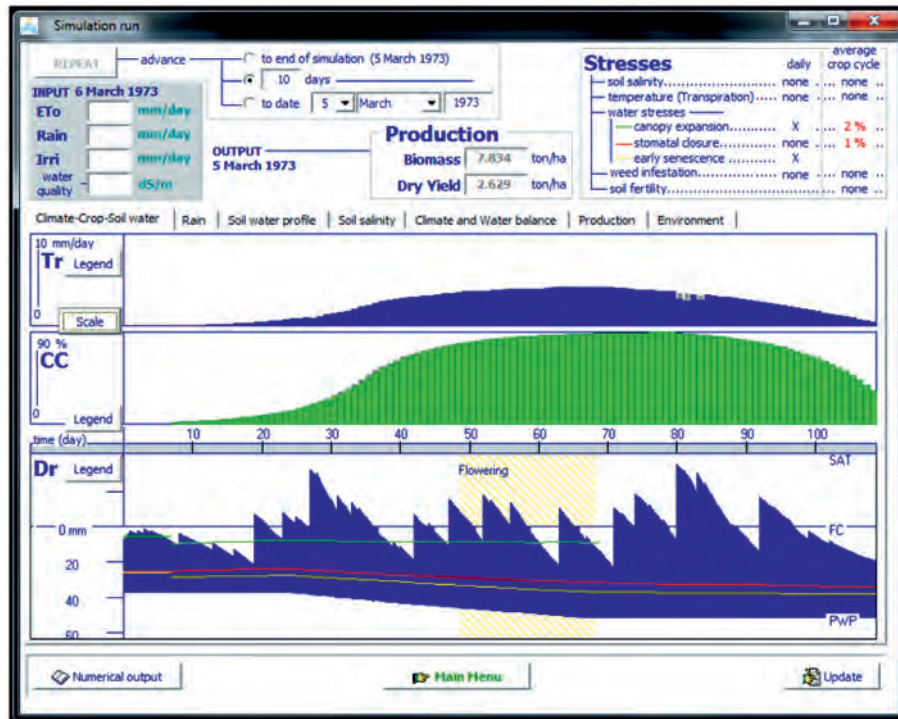 Simulation run
REPEAT
advance
to end of simulation (5 March 1973)
10 days
to date 5 March 1973
INPUT 6 March 1973
ETo mm/day
Rain mm/day
Irri mm/day
water quality dS/m
OUTPUT
5 March 1973
Production
Biomass 7.834 ton/ha
Dry Yield 2.629 ton/ha
Stresses daily average crop cycle
soil salinity................. none .... none ..
temperature (Transpiration)..... none .... none ..
water stresses
canopy expansion............ X .... 2 % ..
stomatal closure............ none .... 1 % ..
early senescence ........... X
weed infestation............... none .... none ..
soil fertility................................. none ..
Climate-Crop-Soil water Rain Soil water profile Soil salinity Climate and Water balance Production Environment
10 mm/day
Tr Legend
0
Scale
90 %
CC
0
Legend
time (day) 10 20 30 40 50 60 70 80 90 100
Dr Legend
Flowering
SAT
0 mm
FC
20
40
PWP
60
Numerical output
Main Menu
Update